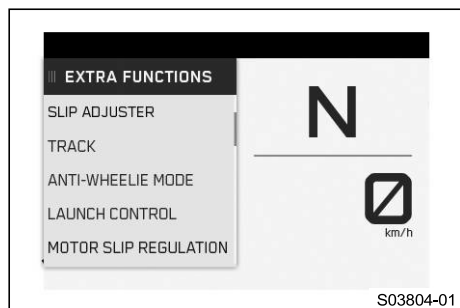 EXTRA FUNCTIONS
SLIP ADJUSTER
TRACK
ANTI-WHEELIE MODE
LAUNCH CONTROL
MOTOR SLIP REGULATION
N
0
km/h
S03804-01